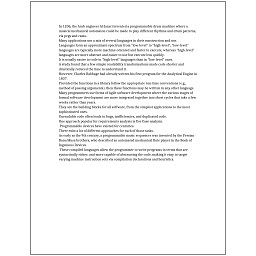 In 1206, the Arab engineer Al-Jazari invented a programmable drum machine where a
musical mechanical automaton could be made to play different rhythms and drum patterns,
via pegs and cams.
Many applications use a mix of several languages in their construction and use.
Languages form an approximate spectrum from "low-level" to "high-level"; "low-level"
languages are typically more machine-oriented and faster to execute, whereas "high-level"
languages are more abstract and easier to use but execute less quickly.
It is usually easier to code in "high-level" languages than in "low-level" ones.
A study found that a few simple readability transformations made code shorter and
drastically reduced the time to understand it.
However, Charles Babbage had already written his first program for the Analytical Engine in
1837.
Provided the functions in a library follow the appropriate run-time conventions (e.g.,
method of passing arguments), then these functions may be written in any other language.
Many programmers use forms of Agile software development where the various stages of
formal software development are more integrated together into short cycles that take a few
weeks rather than years.
They are the building blocks for all software, from the simplest applications to the most
sophisticated ones.
Unreadable code often leads to bugs, inefficiencies, and duplicated code.
One approach popular for requirements analysis is Use Case analysis.
Programmable devices have existed for centuries.
There exist a lot of different approaches for each of those tasks.
As early as the 9th century, a programmable music sequencer was invented by the Persian
Banu Musa brothers, who described an automated mechanical flute player in the Book of
Ingenious Devices.
These compiled languages allow the programmer to write programs in terms that are
syntactically richer, and more capable of abstracting the code, making it easy to target
varying machine instruction sets via compilation declarations and heuristics.